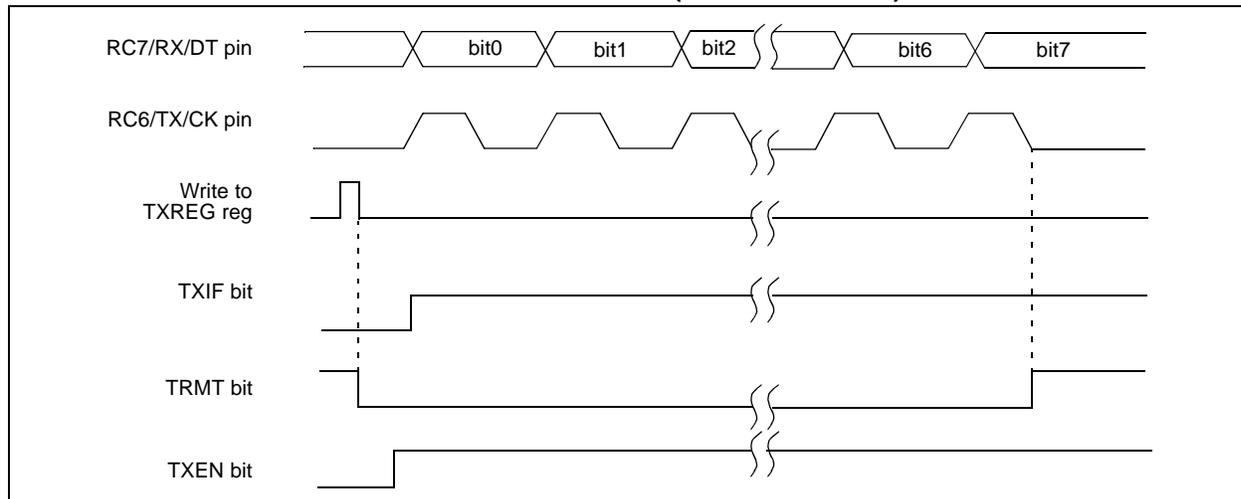 RC7/RX/DT pin
bit0
bit1
bit2
bit6
bit7
RC6/TX/CK pin
Write to
TXREG reg
TXIF bit
TRMT bit
TXEN bit